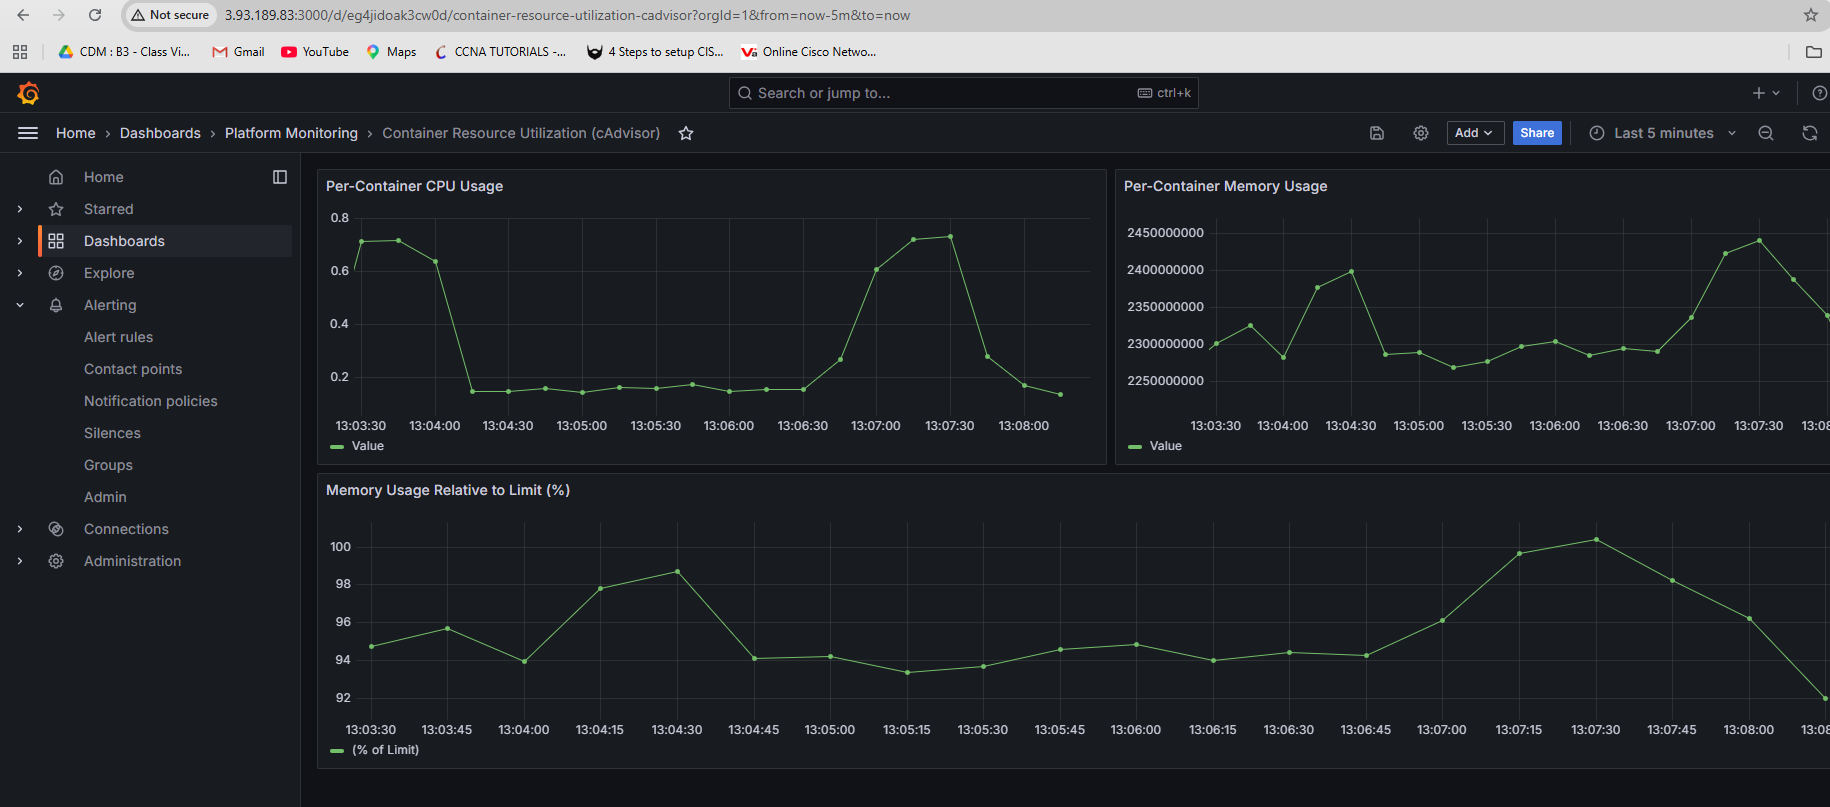 Not secure 3.93.189.83:3000/d/eg4jidoak3cw0d/container-resource-utilization-cadvisor?orgId=1&from=now-5m&to=now
CDM : B3 - Class Vi... Gmail YouTube Maps CCNA TUTORIALS -... 4 Steps to setup CIS... Online Cisco Netwo...
Search or jump to... ctrl+k
Home › Dashboards › Platform Monitoring › Container Resource Utilization (cAdvisor) Add Share Last 5 minutes
Home
Starred
Dashboards
Explore
Alerting
Alert rules
Contact points
Notification policies
Silences
Groups
Admin
Connections
Administration
Per-Container CPU Usage
0.8
0.6
0.4
0.2
13:03:30 13:04:00 13:04:30 13:05:00 13:05:30 13:06:00 13:06:30 13:07:00 13:07:30 13:08:00
Value
Per-Container Memory Usage
2450000000
2400000000
2350000000
2300000000
2250000000
13:03:30 13:04:00 13:04:30 13:05:00 13:05:30 13:06:00 13:06:30 13:07:00 13:07:30 13:08
Value
Memory Usage Relative to Limit (%)
100
98
96
94
92
13:03:30 13:03:45 13:04:00 13:04:15 13:04:30 13:04:45 13:05:00 13:05:15 13:05:30 13:05:45 13:06:00 13:06:15 13:06:30 13:06:45 13:07:00 13:07:15 13:07:30 13:07:45 13:08:00 13:08
(% of Limit)